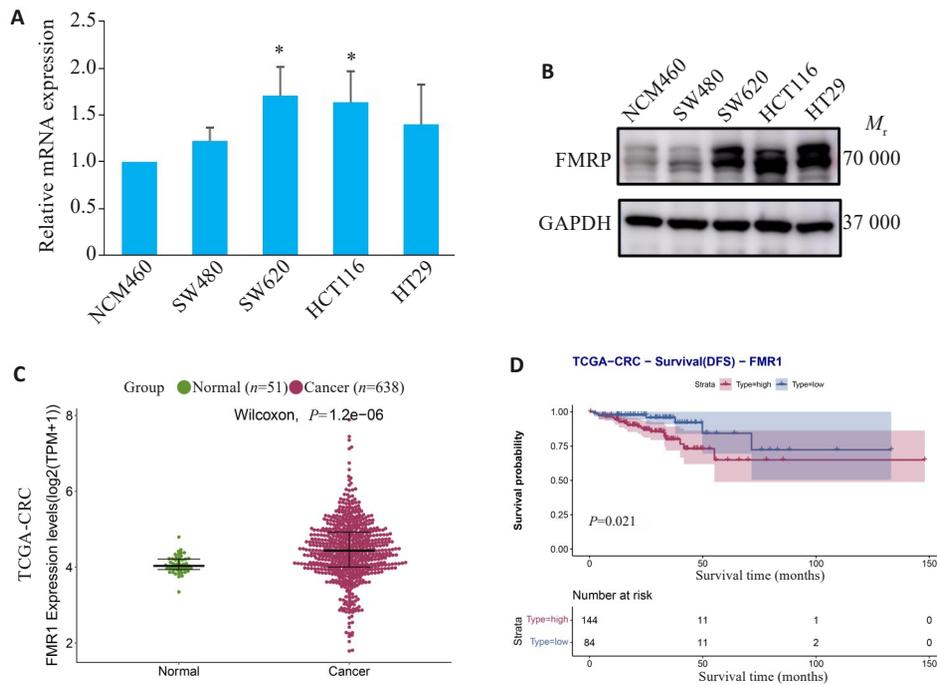 A
Relative mRNA expression
2.5
2.0
1.5
1.0
0.5
0
*
*
NCM460
SW480
SW620
HCT116
HT29
B
NCM460
SW480
SW620
HCT116
HT29
Mr
FMRP
70 000
GAPDH
37 000
C
Group Normal (n=51) Cancer (n=638)
Wilcoxon, P=1.2e−06
TCGA-CRC
FMR1 Expression levels(log2(TPM+1))
8
6
4
2
Normal
Cancer
D
TCGA−CRC − Survival(DFS) − FMR1
Strata Type=high Type=low
Survival probability
1.00
0.75
0.50
0.25
0.00
P=0.021
0 50 100 150
Survival time (months)
Number at risk
Strata
Type=high 144 11 1 0
Type=low 84 11 2 0
0 50 100 150
Survival time (months)